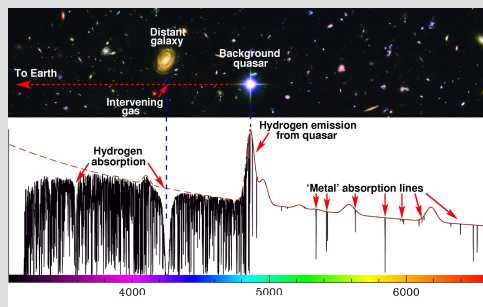 Distant
galaxy
Background
quasar
To Earth
Intervening
gas
Hydrogen emission
from quasar
Hydrogen
absorption
'Metal' absorption lines
4000
5000
6000